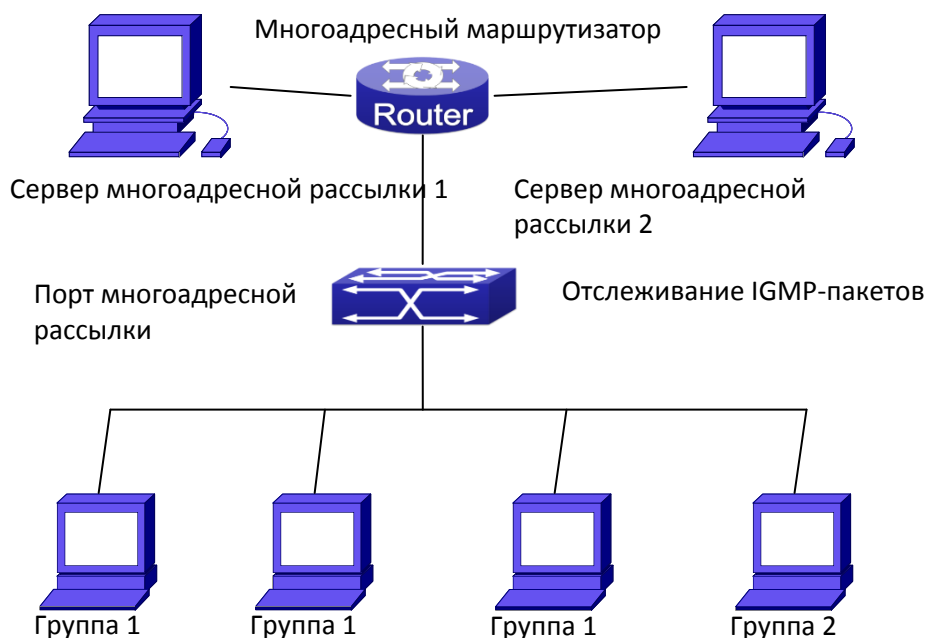 Многоадресный маршрутизатор
Router
Сервер многоадресной рассылки 1
Сервер многоадресной
рассылки 2
Порт многоадресной
рассылки
Отслеживание IGMP-пакетов
Группа 1
Группа 1
Группа 1
Группа 2